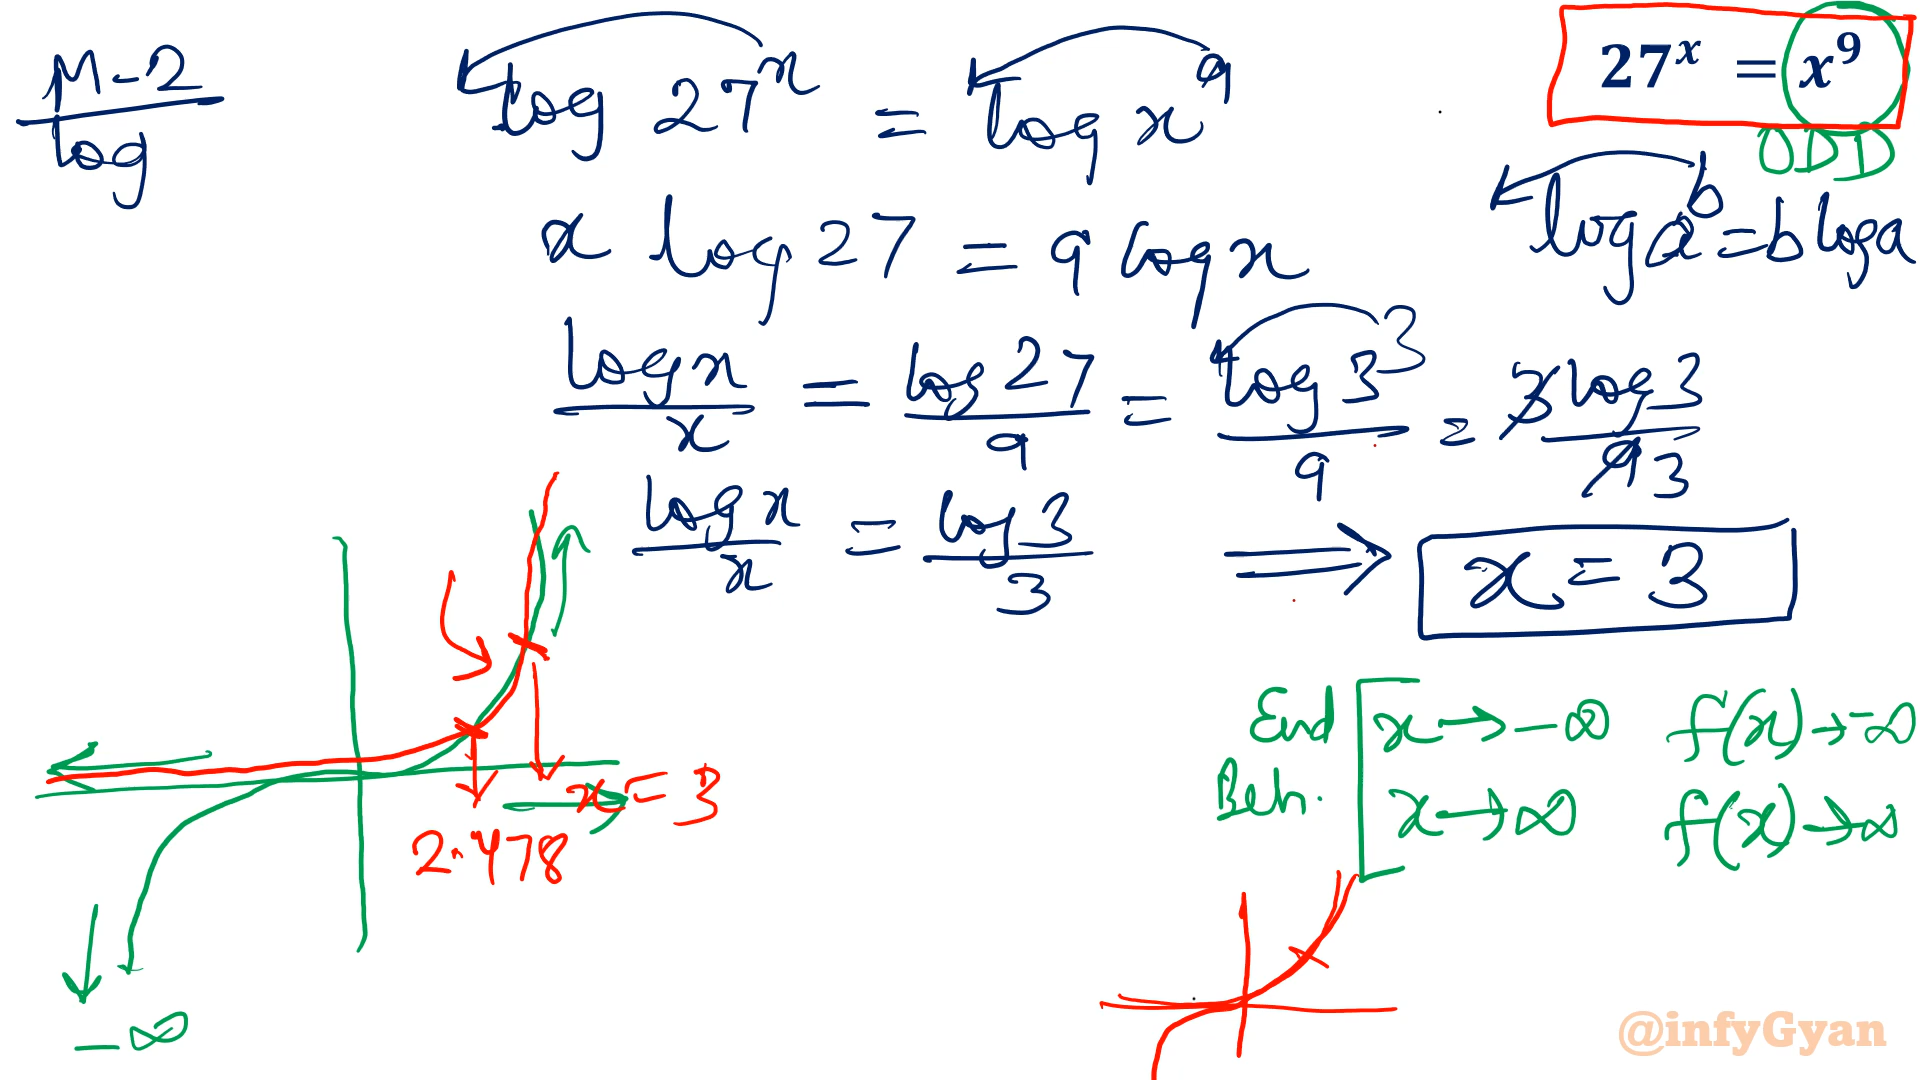 M-2
log
log 27^x = log x^9
27^x = x^9
ODD
log a^b = b log a
x log 27 = 9 log x
log x / x = log 27 / 9 = log 3^3 / 9 = 3 log 3 / 9 3
log x / x = log 3 / 3 ⟹ x = 3
End Beh.
x → -∞ f(x) → -∞
x → ∞ f(x) → ∞
x = 3
2.478
-∞
@infyGyan